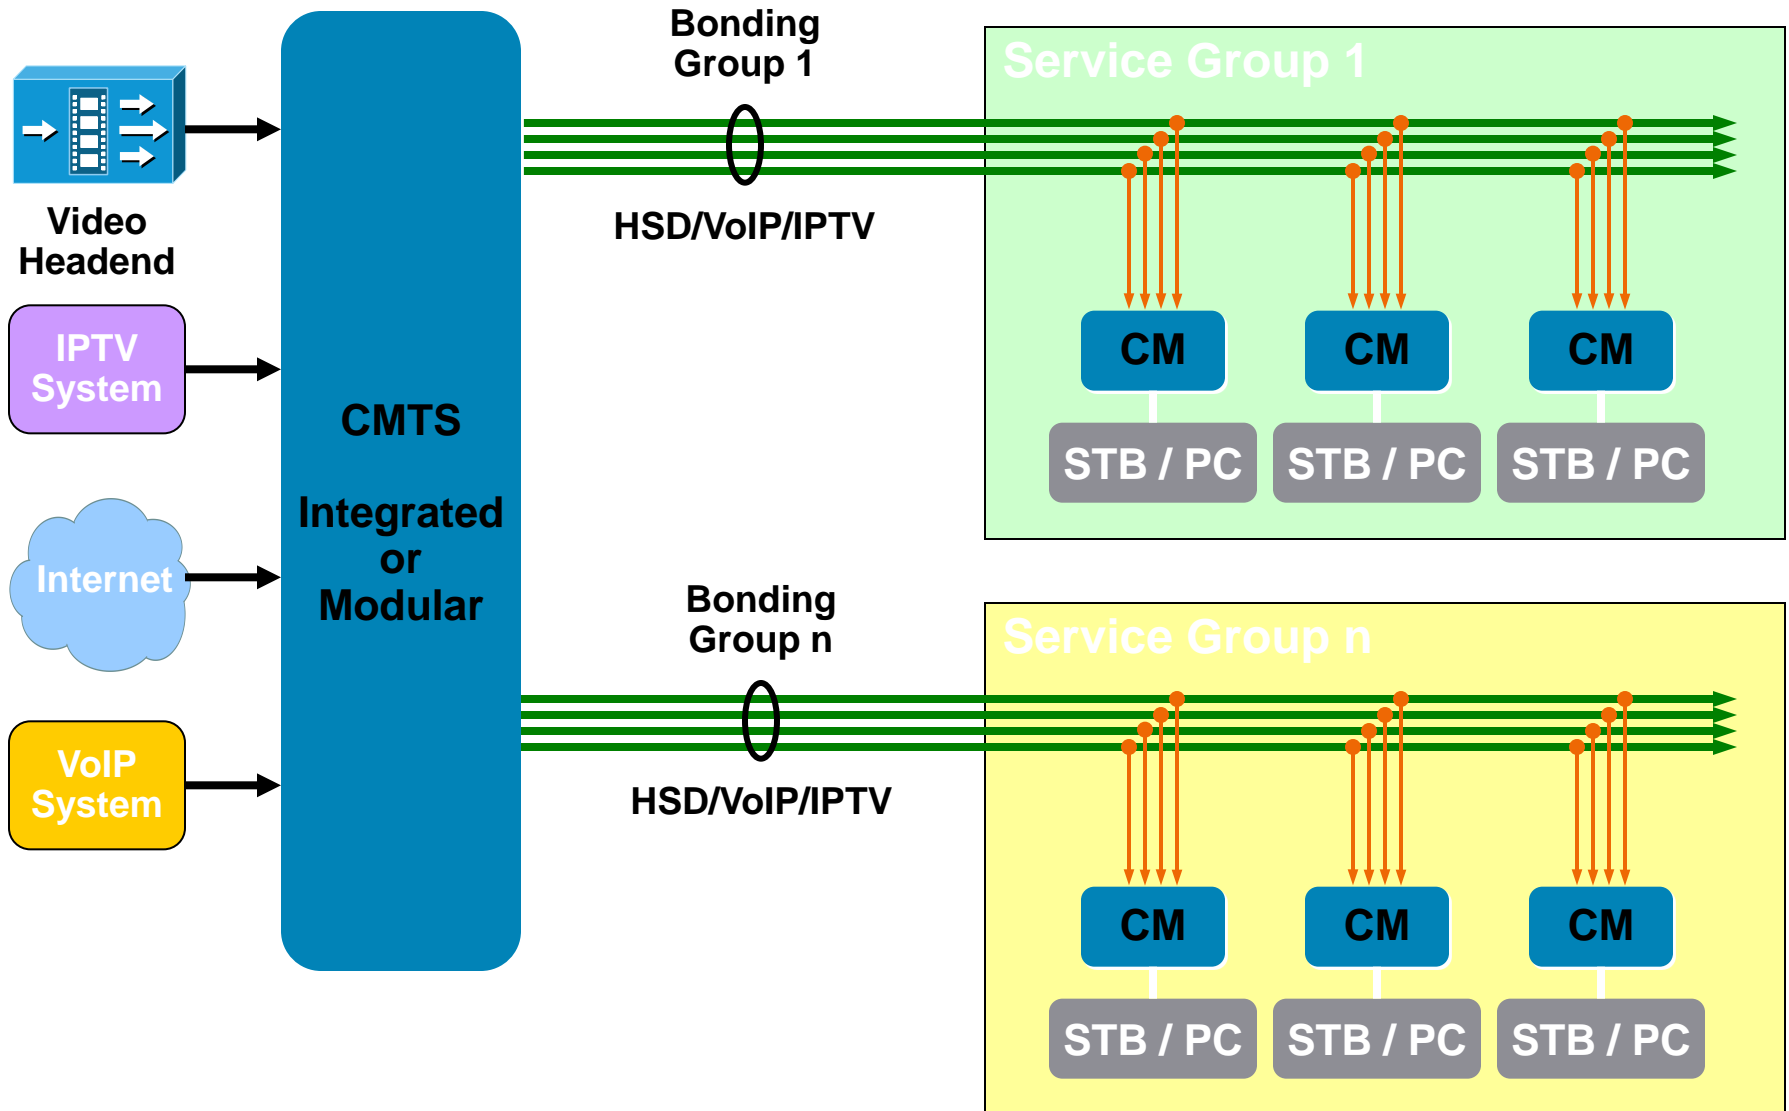 Video
Headend
IPTV
System
Internet
VoIP
System
CMTS
Integrated
or
Modular
Bonding
Group 1
HSD/VoIP/IPTV
Service Group 1
CM
CM
CM
STB / PC
STB / PC
STB / PC
Bonding
Group n
HSD/VoIP/IPTV
Service Group n
CM
CM
CM
STB / PC
STB / PC
STB / PC